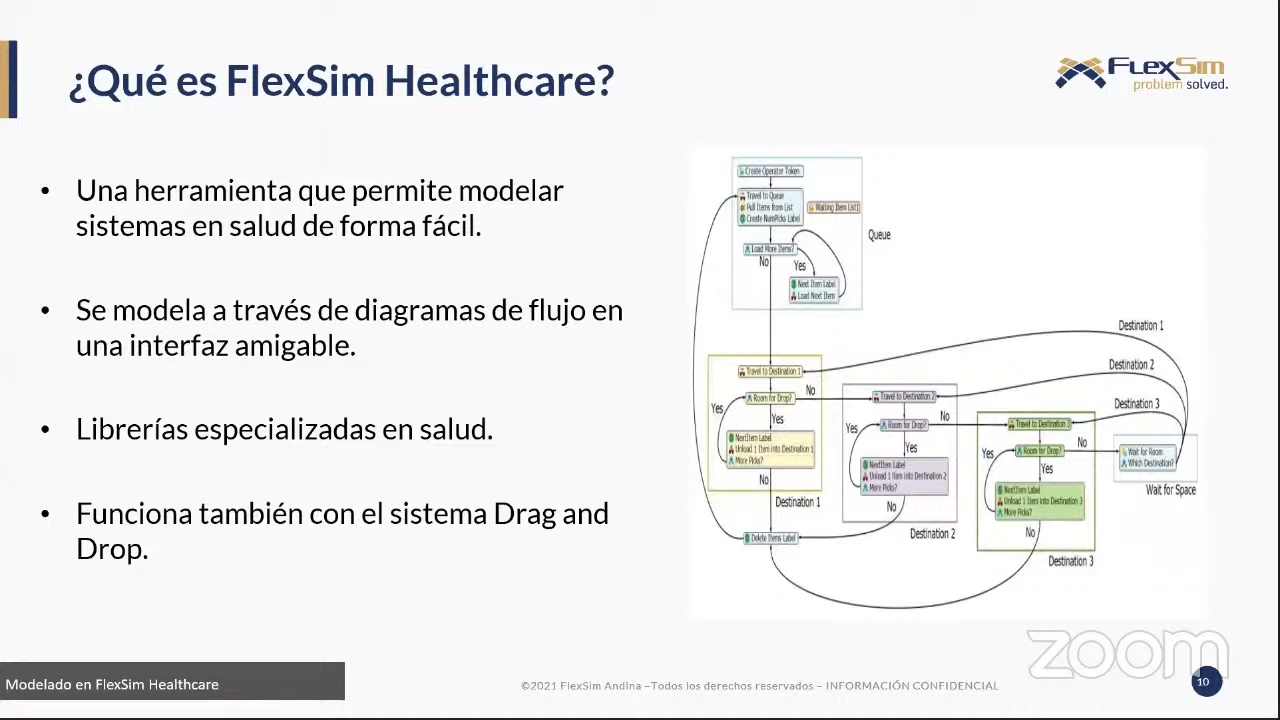 ¿Qué es FlexSim Healthcare?
FLEXSIM
problem solved.
• Una herramienta que permite modelar
sistemas en salud de forma fácil.
• Se modela a través de diagramas de flujo en
una interfaz amigable.
• Librerías especializadas en salud.
• Funciona también con el sistema Drag and
Drop.
Create Operator Token
Travel to Queue
Pull Items from List
Create NumPicks Label
Waiting Item List1
Load More Items?
Queue
No
Yes
Next Item Label
Load Next Item
Destination 1
Destination 2
Destination 3
Travel to Destination 1
No
Room for Drop?
Yes
Yes
NextItem Label
Unload 1 Item into Destination 1
More Picks?
No
Destination 1
Travel to Destination 2
No
Room for Drop?
Yes
Yes
NextItem Label
Unload 1 Item into Destination 2
More Picks?
No
Destination 2
Travel to Destination 3
No
Room for Drop?
Yes
Yes
NextItem Label
Unload 1 Item into Destination 3
More Picks?
No
Destination 3
Wait for Room
Which Destination?
Wait for Space
Delete Items Label
zoom
Modelado en FlexSim Healthcare
©2021 FlexSim Andina –Todos los derechos reservados – INFORMACIÓN CONFIDENCIAL
10